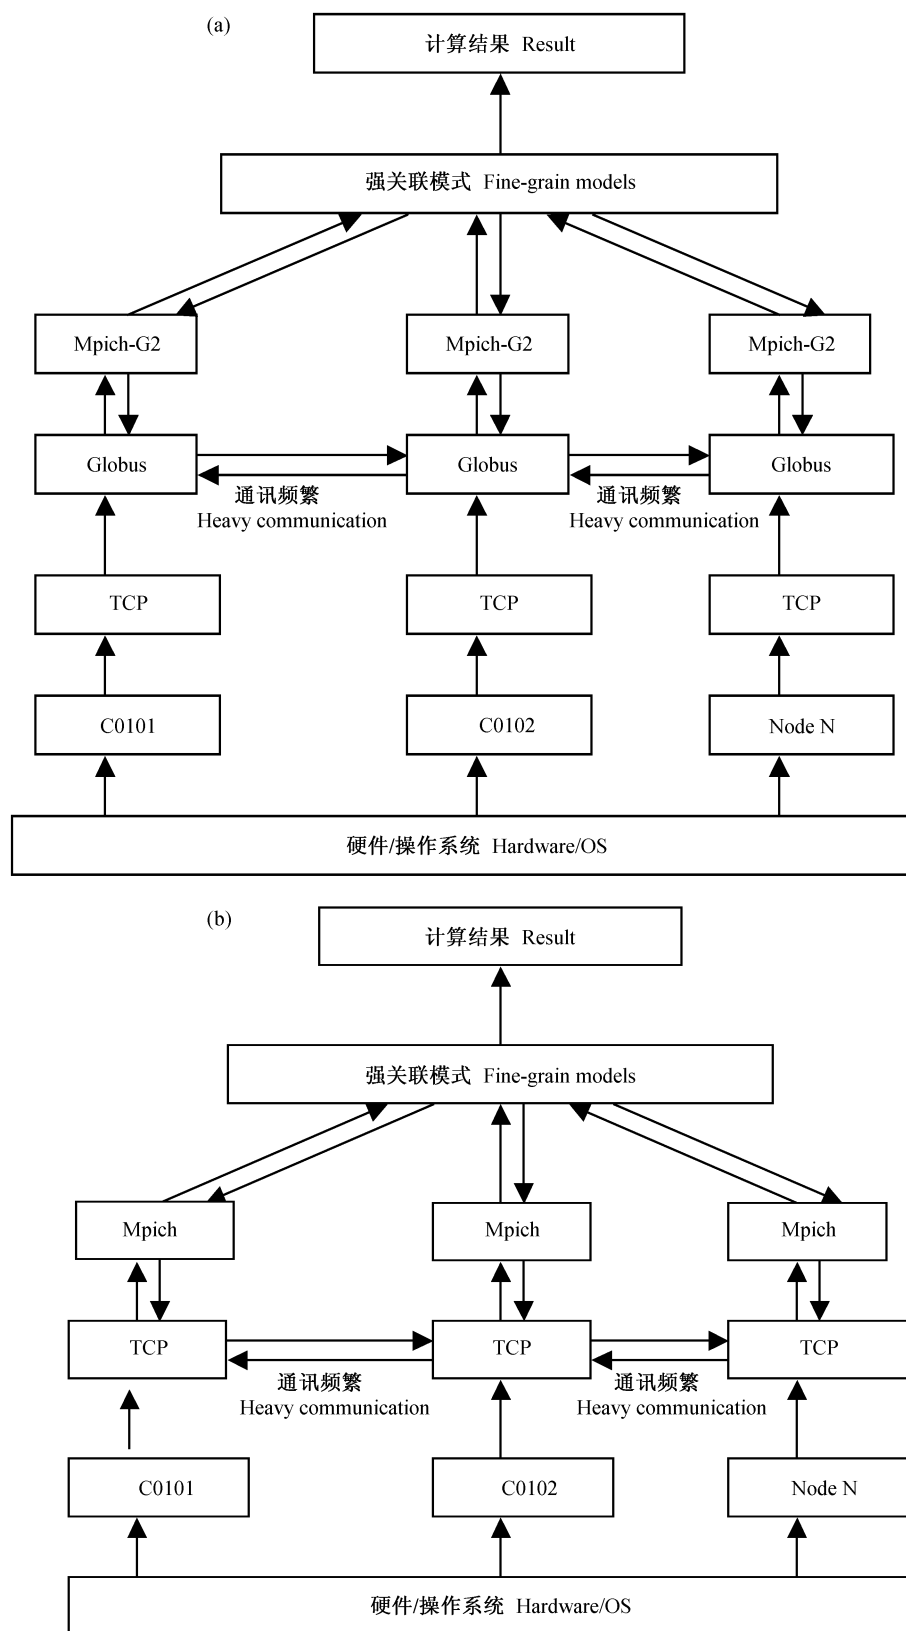 (a)
计算结果 Result
强关联模式 Fine-grain models
Mpich-G2
Mpich-G2
Mpich-G2
Globus
Globus
Globus
通讯频繁
Heavy communication
通讯频繁
Heavy communication
TCP
TCP
TCP
C0101
C0102
Node N
硬件/操作系统 Hardware/OS
(b)
计算结果 Result
强关联模式 Fine-grain models
Mpich
Mpich
Mpich
TCP
TCP
TCP
通讯频繁
Heavy communication
通讯频繁
Heavy communication
C0101
C0102
Node N
硬件/操作系统 Hardware/OS